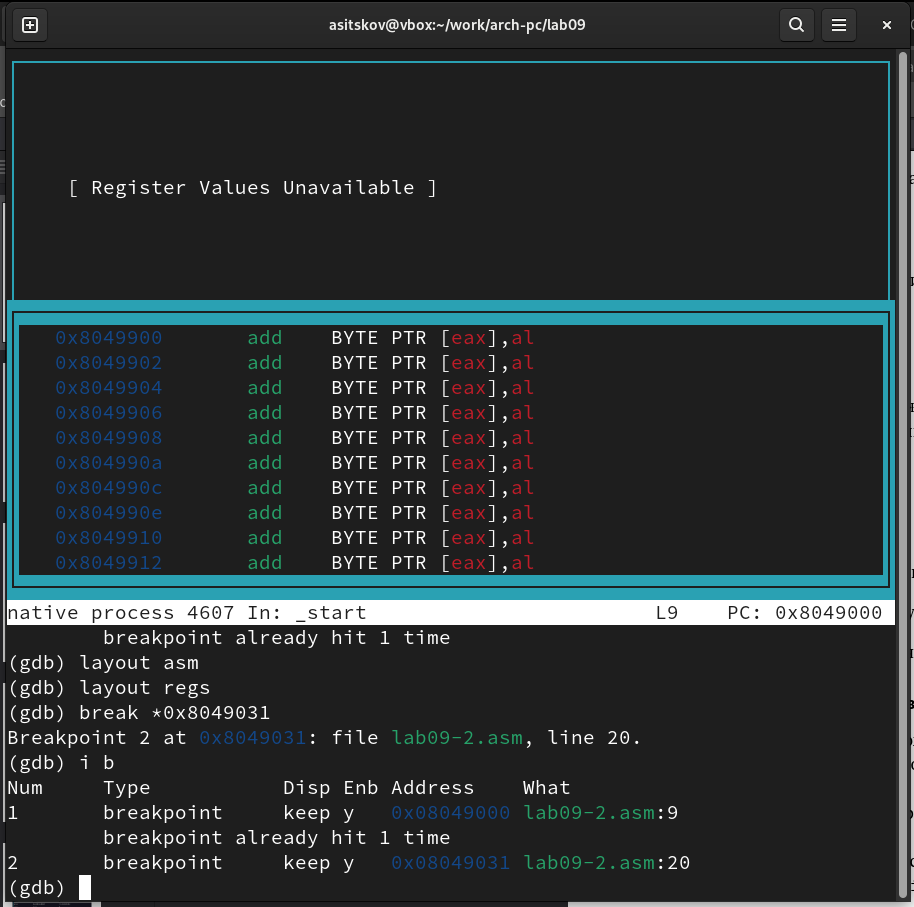 asitskov@vbox:~/work/arch-pc/lab09
[ Register Values Unavailable ]
0x8049900 add BYTE PTR [eax],al
0x8049902 add BYTE PTR [eax],al
0x8049904 add BYTE PTR [eax],al
0x8049906 add BYTE PTR [eax],al
0x8049908 add BYTE PTR [eax],al
0x804990a add BYTE PTR [eax],al
0x804990c add BYTE PTR [eax],al
0x804990e add BYTE PTR [eax],al
0x8049910 add BYTE PTR [eax],al
0x8049912 add BYTE PTR [eax],al
native process 4607 In: _start L9 PC: 0x8049000
breakpoint already hit 1 time
(gdb) layout asm
(gdb) layout regs
(gdb) break *0x8049031
Breakpoint 2 at 0x8049031: file lab09-2.asm, line 20.
(gdb) i b
Num Type Disp Enb Address What
1 breakpoint keep y 0x08049000 lab09-2.asm:9
breakpoint already hit 1 time
2 breakpoint keep y 0x08049031 lab09-2.asm:20
(gdb)